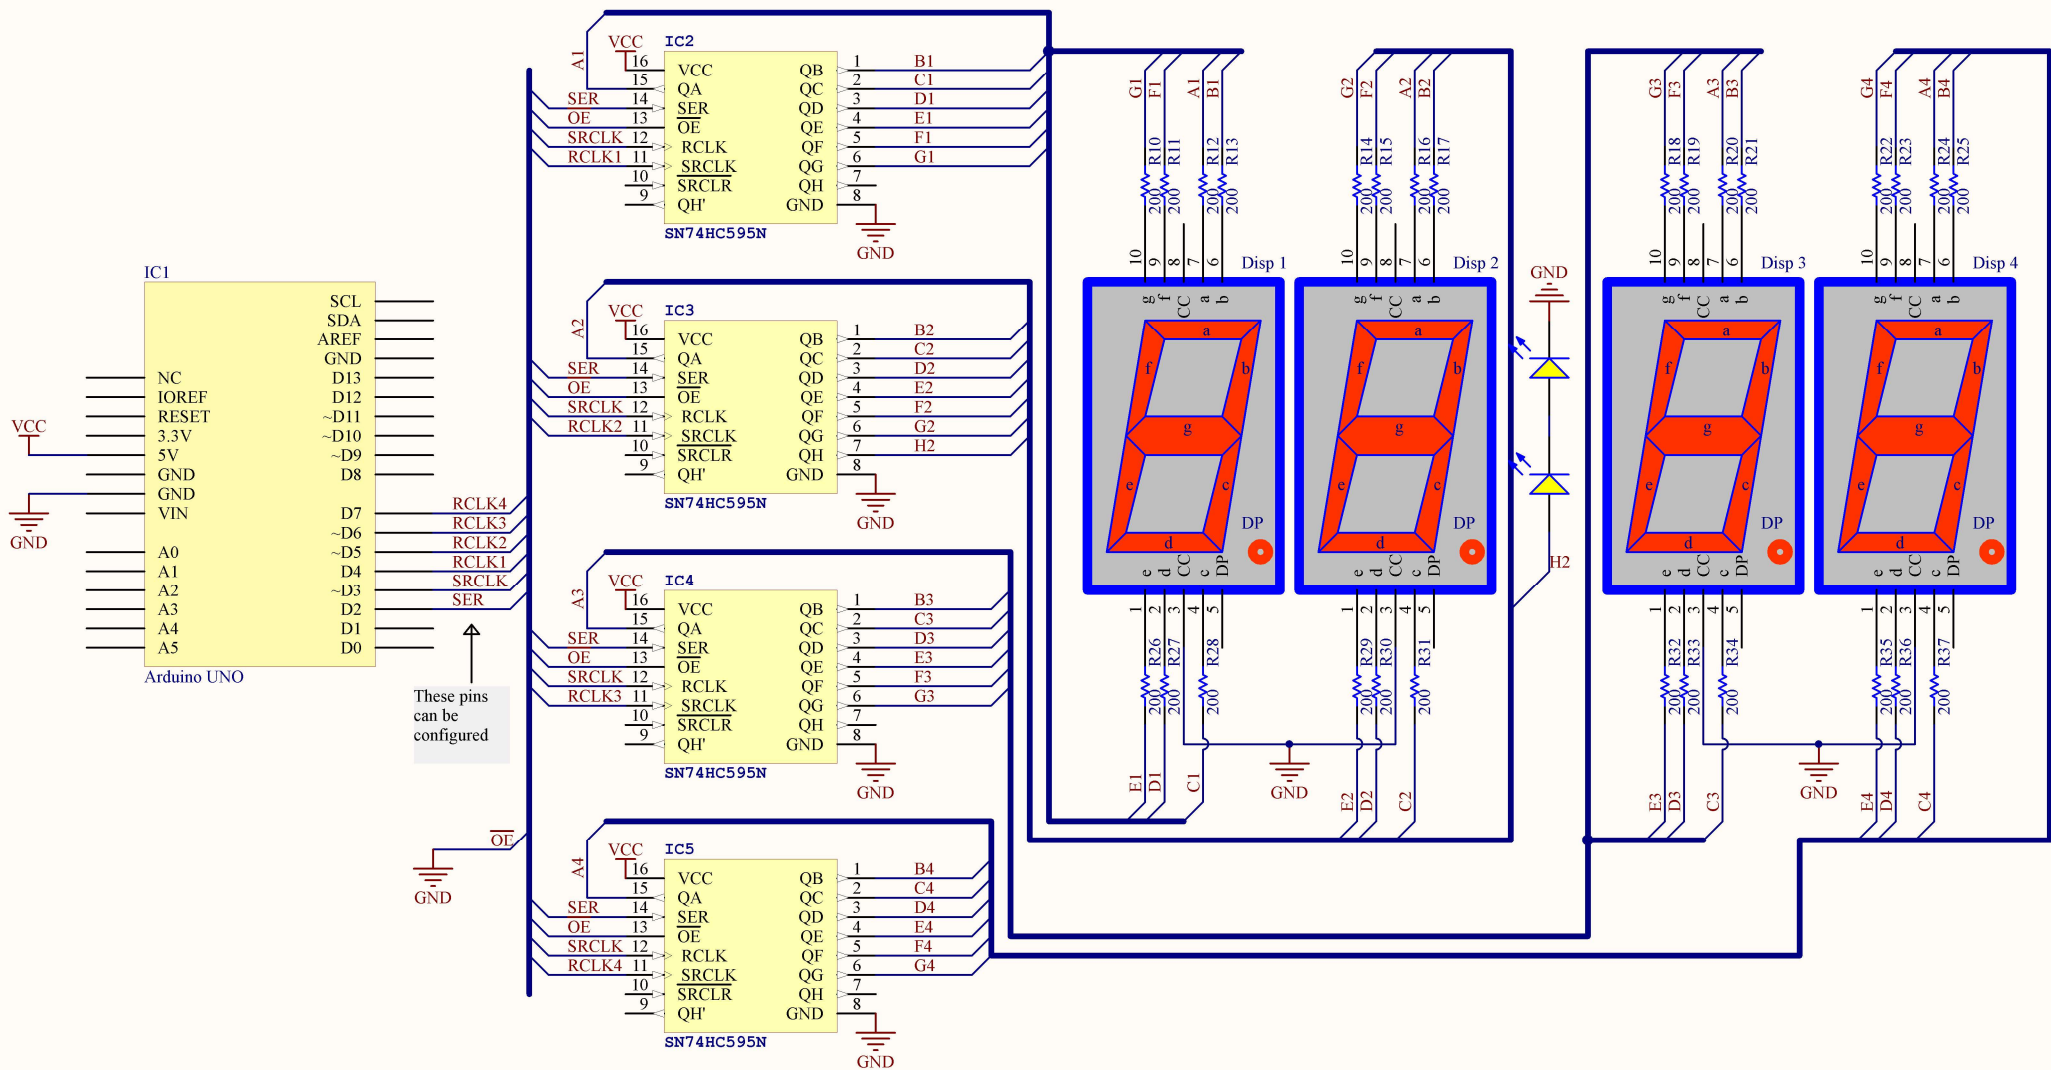 IC1
SCL
SDA
AREF
GND
NC D13
IOREF D12
RESET ~D11
VCC 3.3V ~D10
5V ~D9
GND D8
GND
VIN D7 RCLK4
GND ~D6 RCLK3
A0 ~D5 RCLK2
A1 D4 RCLK1
A2 ~D3 SRCLK
A3 D2 SER
A4 D1
A5 D0
Arduino UNO
These pins
can be
configured
OE
GND
IC2
A1 VCC
16 VCC QB 1 B1
15 QA QC 2 C1
SER 14 SER QD 3 D1
OE 13 OE QE 4 E1
SRCLK 12 RCLK QF 5 F1
RCLK1 11 SRCLK QG 6 G1
10 SRCLR QH 7
9 QH' GND 8
SN74HC595N
GND
IC3
A2 VCC
16 VCC QB 1 B2
15 QA QC 2 C2
SER 14 SER QD 3 D2
OE 13 OE QE 4 E2
SRCLK 12 RCLK QF 5 F2
RCLK2 11 SRCLK QG 6 G2
10 SRCLR QH 7 H2
9 QH' GND 8
SN74HC595N
GND
IC4
A3 VCC
16 VCC QB 1 B3
15 QA QC 2 C3
SER 14 SER QD 3 D3
OE 13 OE QE 4 E3
SRCLK 12 RCLK QF 5 F3
RCLK3 11 SRCLK QG 6 G3
10 SRCLR QH 7
9 QH' GND 8
SN74HC595N
GND
IC5
A4 VCC
16 VCC QB 1 B4
15 QA QC 2 C4
SER 14 SER QD 3 D4
OE 13 OE QE 4 E4
SRCLK 12 RCLK QF 5 F4
RCLK4 11 SRCLK QG 6 G4
10 SRCLR QH 7
9 QH' GND 8
SN74HC595N
GND
G1 F1 A1 B1
R10 R11 R12 R13
200 200 200 200
10 9 8 7 6
Disp 1
g f CC a b
a
f b
g
e c
d
DP
e d CC c DP
1 2 3 4 5
R26 R27 R28
200 200 200
E1 D1 C1
GND
G2 F2 A2 B2
R14 R15 R16 R17
200 200 200 200
10 9 8 7 6
Disp 2
g f CC a b
a
f b
g
e c
d
DP
e d CC c DP
1 2 3 4 5
R29 R30 R31
200 200 200
E2 D2 C2
GND
H2
G3 F3 A3 B3
R18 R19 R20 R21
200 200 200 200
10 9 8 7 6
Disp 3
g f CC a b
a
f b
g
e c
d
DP
e d CC c DP
1 2 3 4 5
R32 R33 R34
200 200 200
E3 D3 C3
GND
G4 F4 A4 B4
R22 R23 R24 R25
200 200 200 200
10 9 8 7 6
Disp 4
g f CC a b
a
f b
g
e c
d
DP
e d CC c DP
1 2 3 4 5
R35 R36 R37
200 200 200
E4 D4 C4